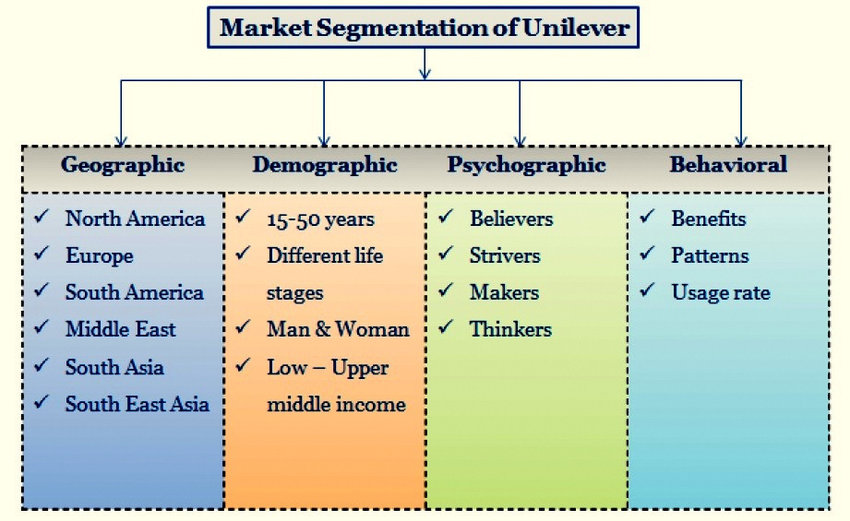 Market Segmentation of Unilever
Geographic
North America
Europe
South America
Middle East
South Asia
South East Asia
Demographic
15-50 years
Different life
stages
Man & Woman
Low – Upper
middle income
Psychographic
Believers
Strivers
Makers
Thinkers
Behavioral
Benefits
Patterns
Usage rate